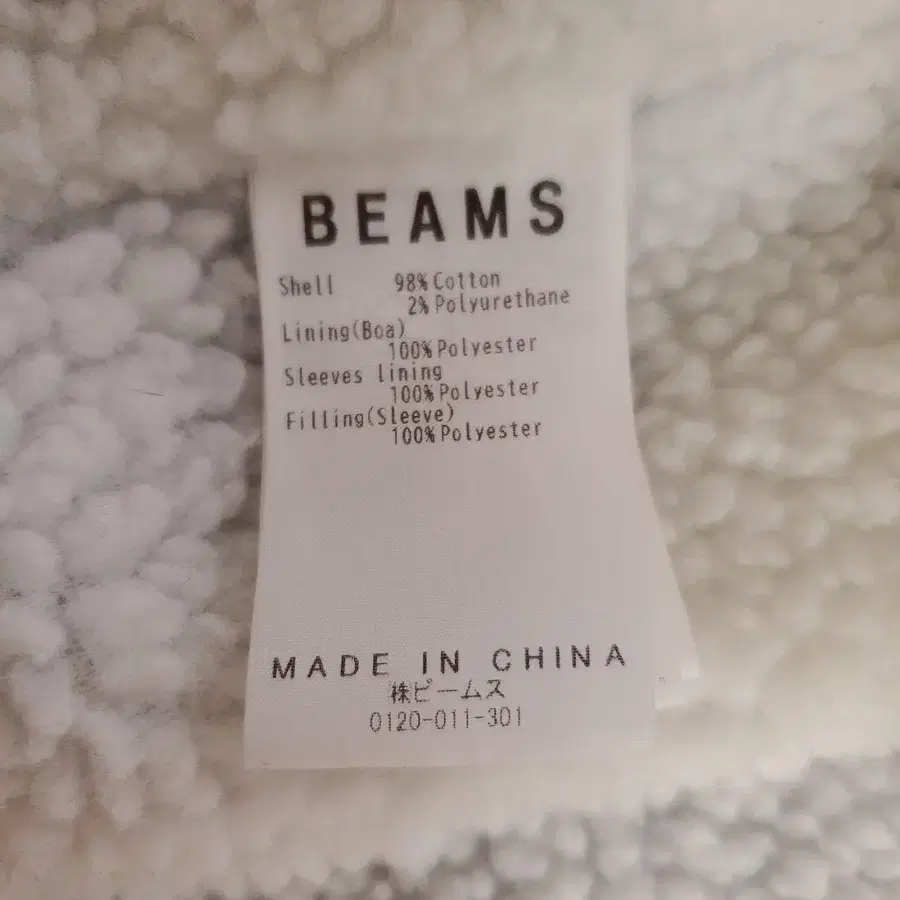 BEAMS
Shell 98% Cotton
2% Polyurethane
Lining(Boa)
100% Polyester
Sleeves lining
100% Polyester
Filling(Sleeve)
100% Polyester
MADE IN CHINA
㈱ビームス
0120-011-301